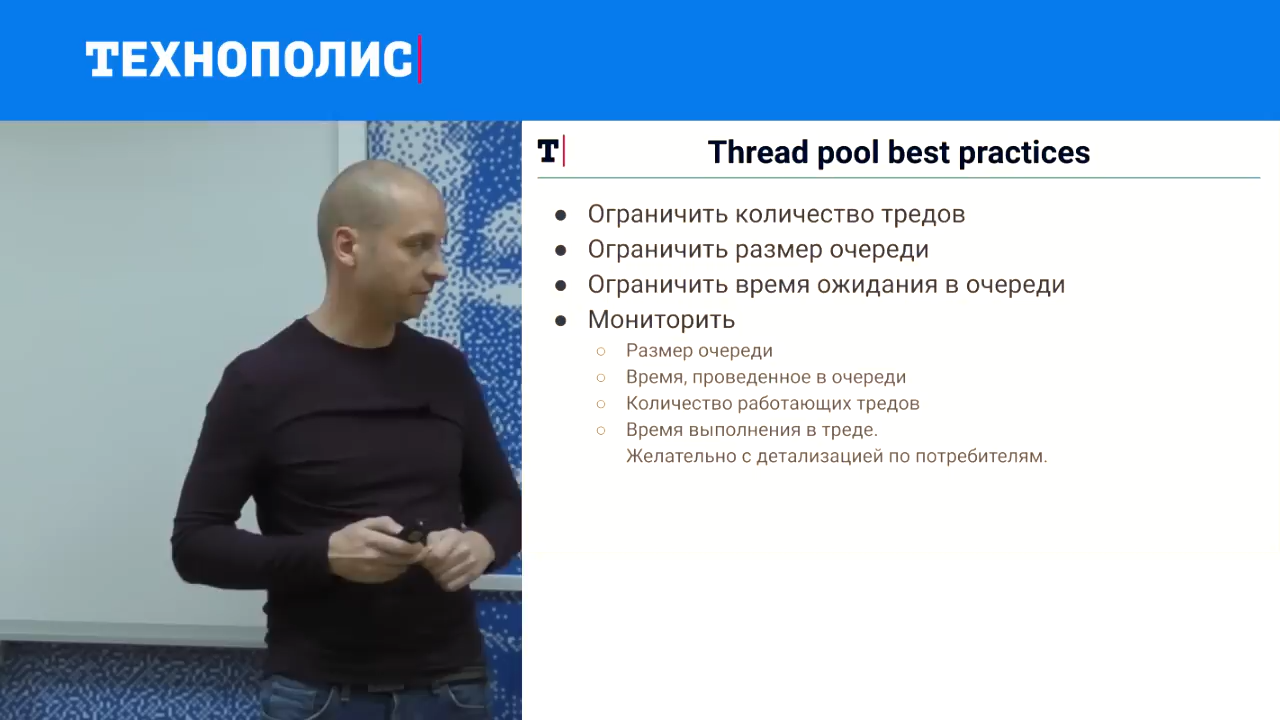 ТЕХНОПОЛИС
T
Thread pool best practices
Ограничить количество тредов
Ограничить размер очереди
Ограничить время ожидания в очереди
Мониторить
Размер очереди
Время, проведенное в очереди
Количество работающих тредов
Время выполнения в треде.
Желательно с детализацией по потребителям.